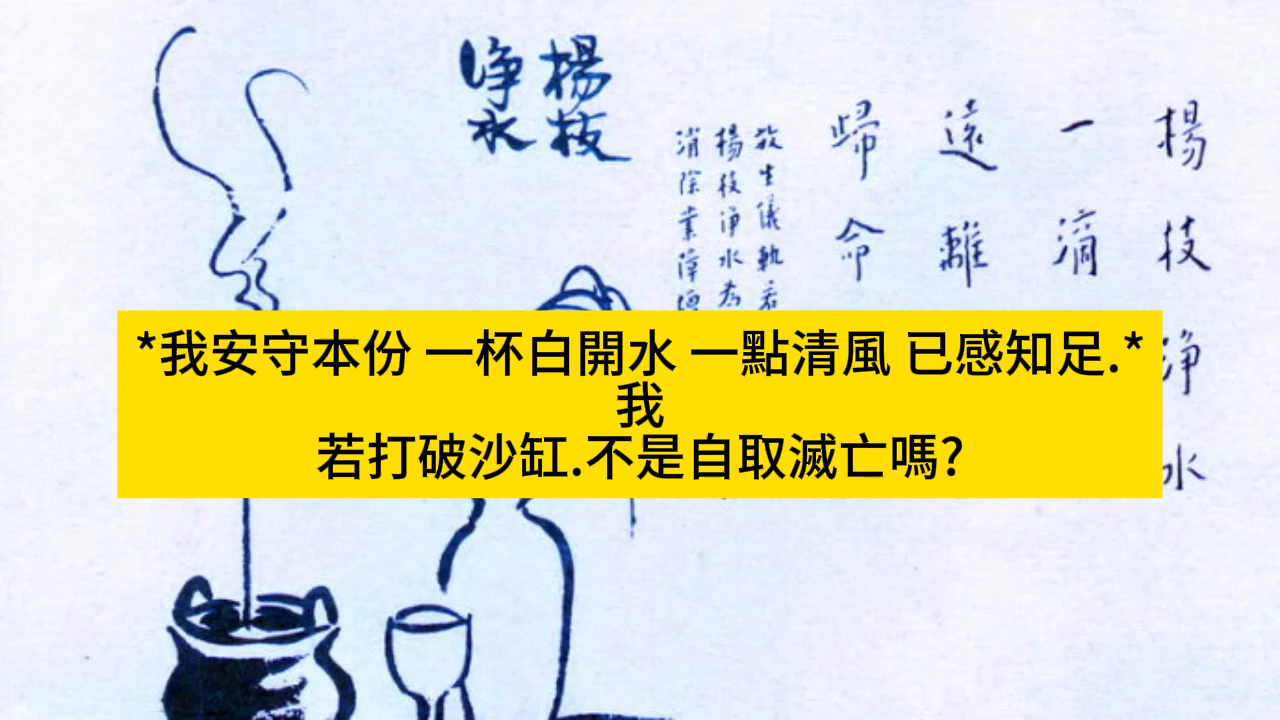 楊枝
淨水
楊枝淨水
一滴
遠離
歸命
放生儀軌若
楊枝淨水為
消除業障
*我安守本份 一杯白開水 一點清風 已感知足.*
我
若打破沙缸.不是自取滅亡嗎?